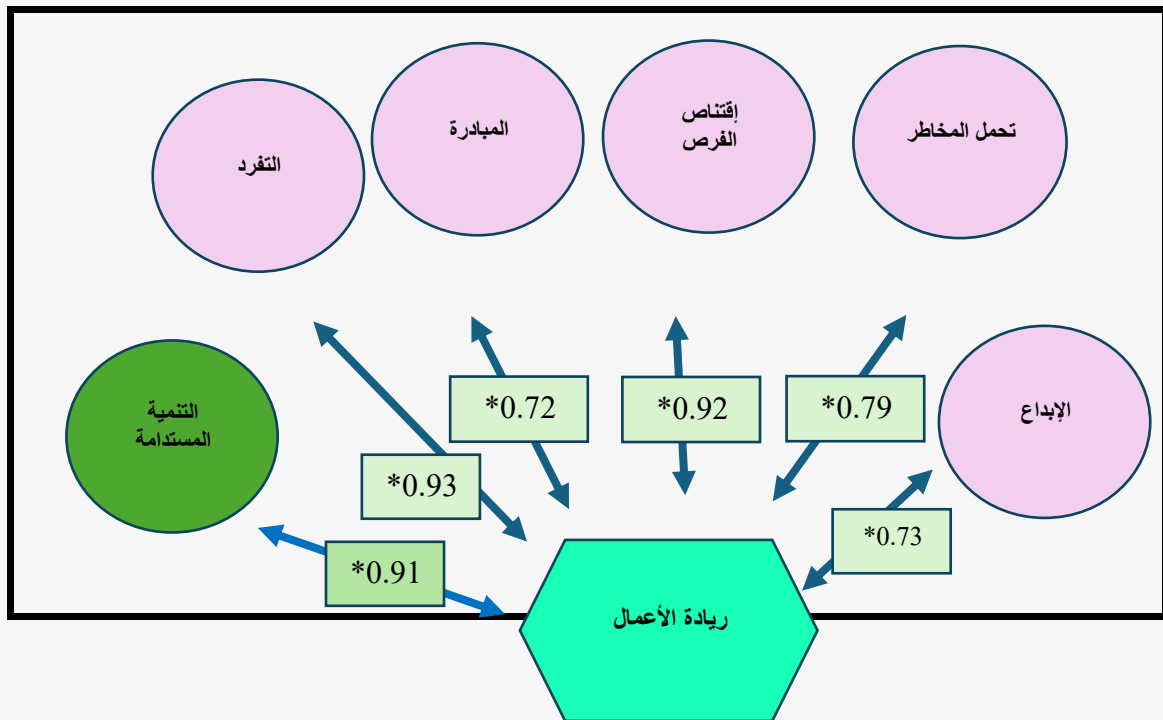 تحمل المخاطر
إقتناص
الفرص
المبادرة
التفرد
الإبداع
التنمية
المستدامة
*0.79
*0.92
*0.72
*0.93
*0.73
*0.91
ريادة الأعمال